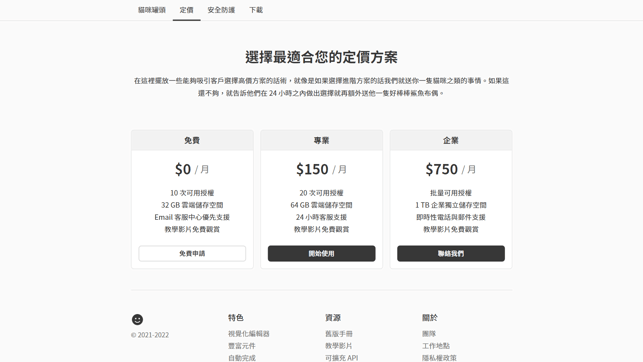 貓咪罐頭 定價 安全防護 下載
選擇最適合您的定價方案
在這裡擺放一些能夠吸引客戶選擇高價方案的話術，就像是如果選擇進階方案的話我們就送你一隻貓咪之類的事情。如果這
還不夠，就告訴他們在 24 小時之內做出選擇就再額外送他一隻好棒棒鯊魚布偶。
免費
$0 / 月
10 次可用授權
32 GB 雲端儲存空間
Email 客服中心優先支援
教學影片免費觀賞
免費申請
專業
$150 / 月
20 次可用授權
64 GB 雲端儲存空間
24 小時客服支援
教學影片免費觀賞
開始使用
企業
$750 / 月
批量可用授權
1 TB 企業獨立儲存空間
即時性電話與郵件支援
教學影片免費觀賞
聯絡我們
© 2021-2022
特色
視覺化編輯器
豐富元件
自動完成
資源
舊版手冊
教學影片
可擴充 API
關於
團隊
工作地點
隱私權政策